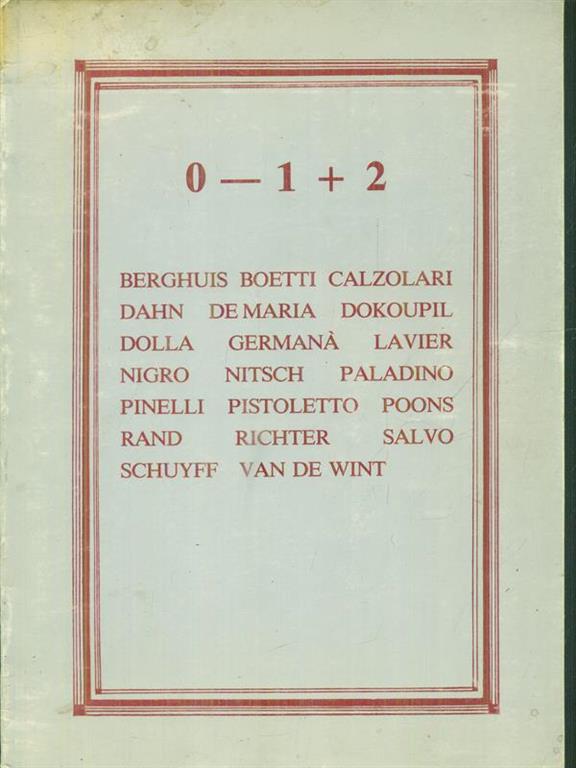 0 — 1 + 2
BERGHUIS BOETTI CALZOLARI
DAHN DE MARIA DOKOUPIL
DOLLA GERMANÀ LAVIER
NIGRO NITSCH PALADINO
PINELLI PISTOLETTO POONS
RAND RICHTER SALVO
SCHUYFF VAN DE WINT